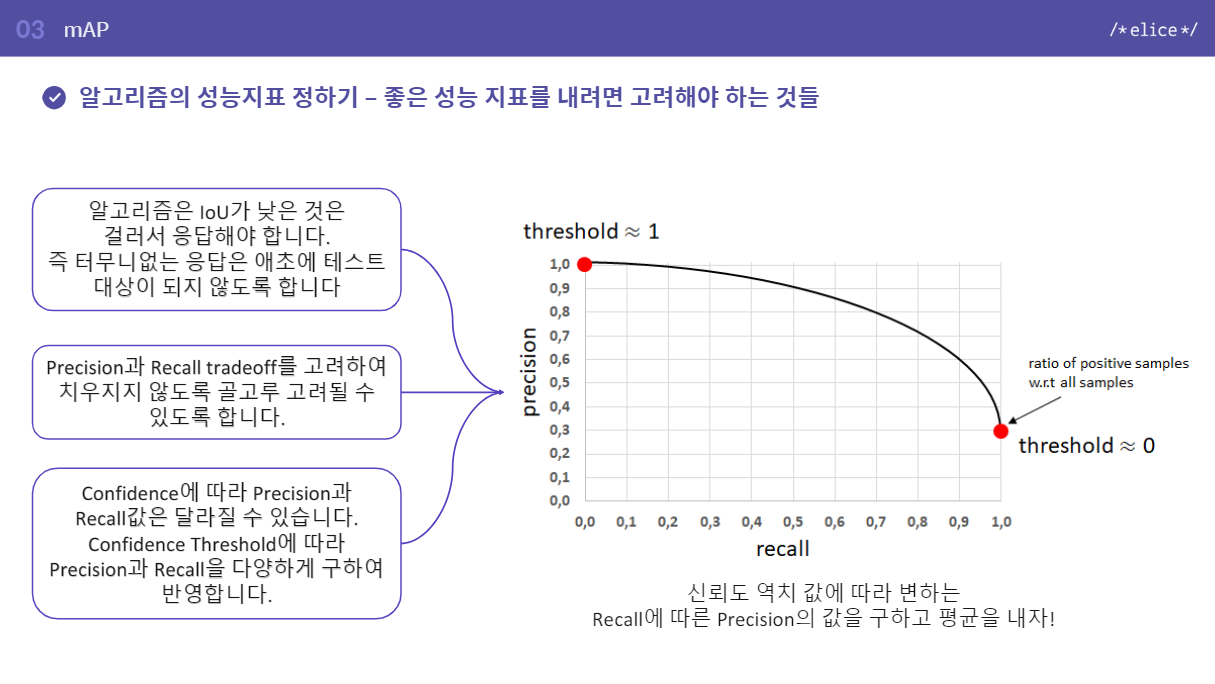 03 mAP
/*elice*/
알고리즘의 성능지표 정하기 – 좋은 성능 지표를 내려면 고려해야 하는 것들
알고리즘은 IoU가 낮은 것은
걸러서 응답해야 합니다.
즉 터무니없는 응답은 애초에 테스트
대상이 되지 않도록 합니다
Precision과 Recall tradeoff를 고려하여
치우지지 않도록 골고루 고려될 수
있도록 합니다.
Confidence에 따라 Precision과
Recall값은 달라질 수 있습니다.
Confidence Threshold에 따라
Precision과 Recall을 다양하게 구하여
반영합니다.
threshold ≈ 1
precision
1,0
0,9
0,8
0,7
0,6
0,5
0,4
0,3
0,2
0,1
0,0
0,0 0,1 0,2 0,3 0,4 0,5 0,6 0,7 0,8 0,9 1,0
recall
ratio of positive samples
w.r.t all samples
threshold ≈ 0
신뢰도 역치 값에 따라 변하는
Recall에 따른 Precision의 값을 구하고 평균을 내자!